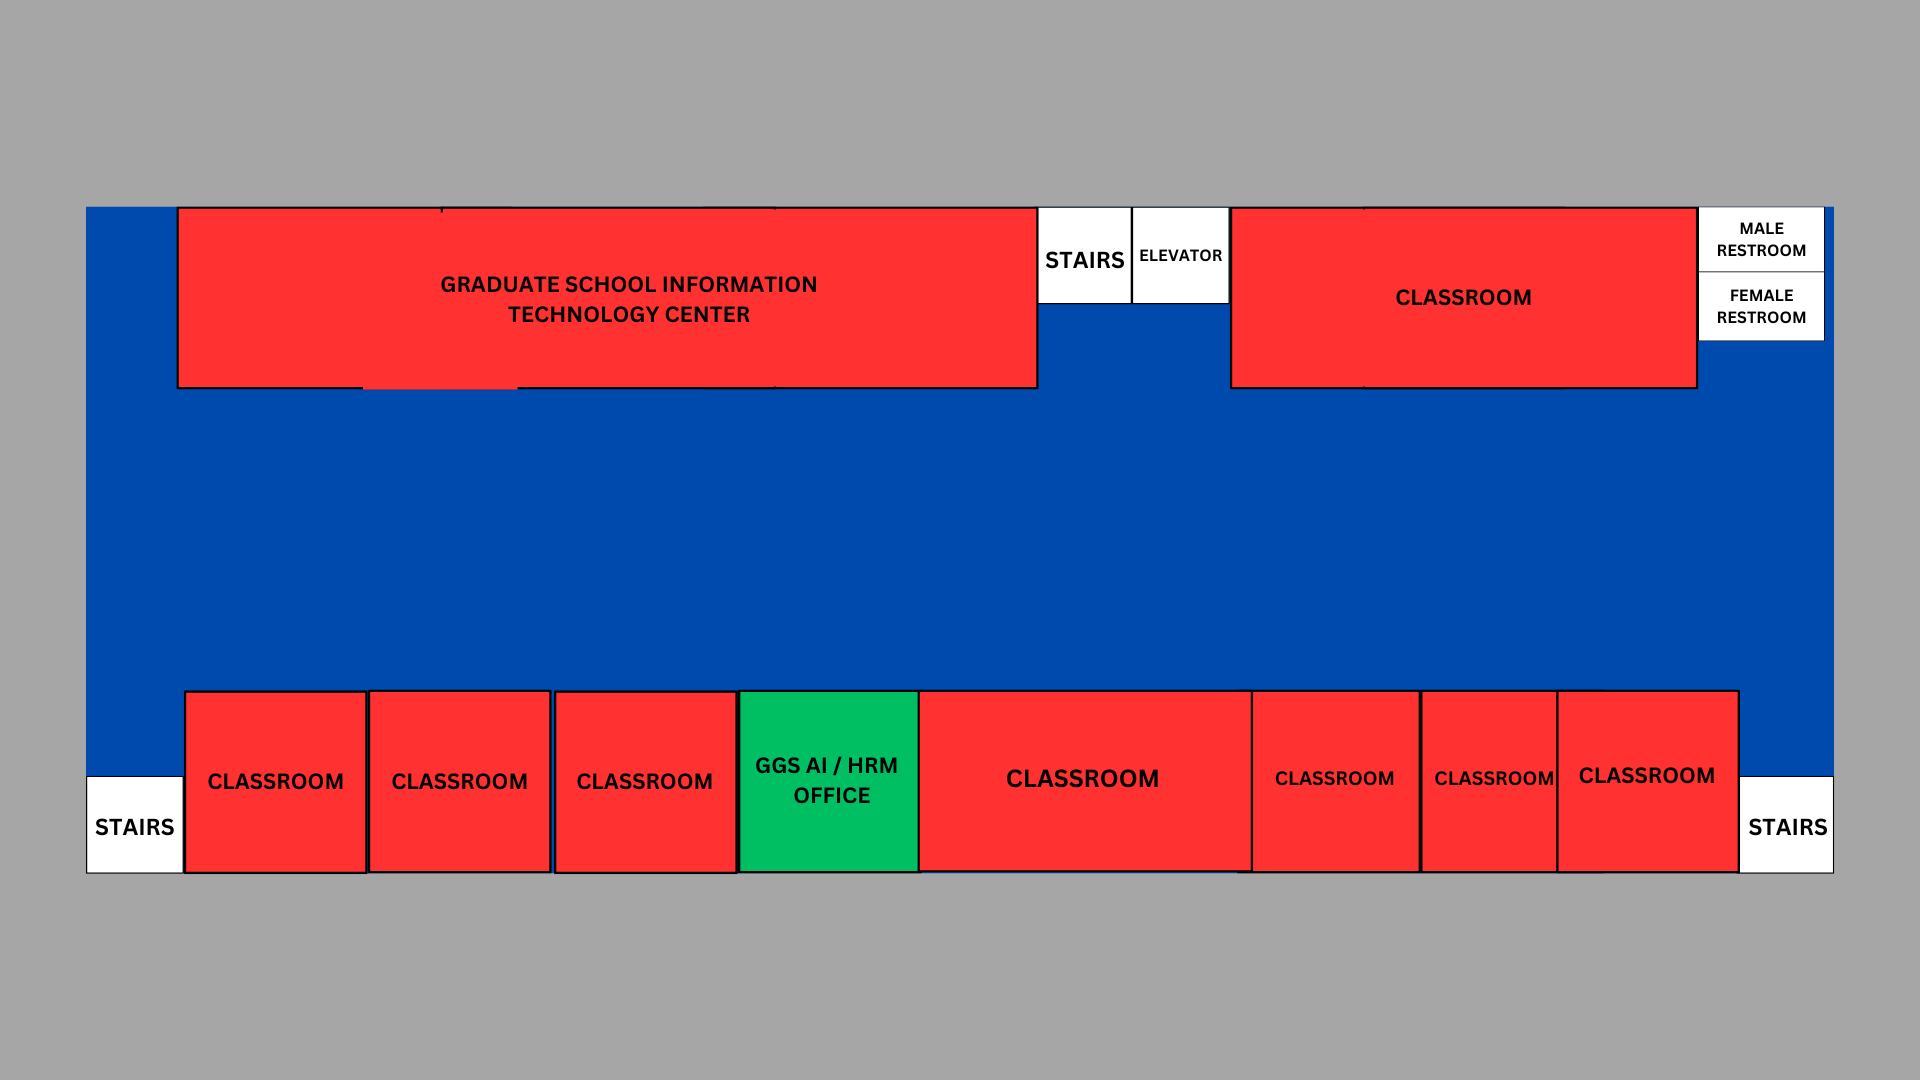 GRADUATE SCHOOL INFORMATION
TECHNOLOGY CENTER
STAIRS
ELEVATOR
CLASSROOM
MALE
RESTROOM
FEMALE
RESTROOM
STAIRS
CLASSROOM
CLASSROOM
CLASSROOM
GGS AI / HRM
OFFICE
CLASSROOM
CLASSROOM
CLASSROOM
CLASSROOM
STAIRS